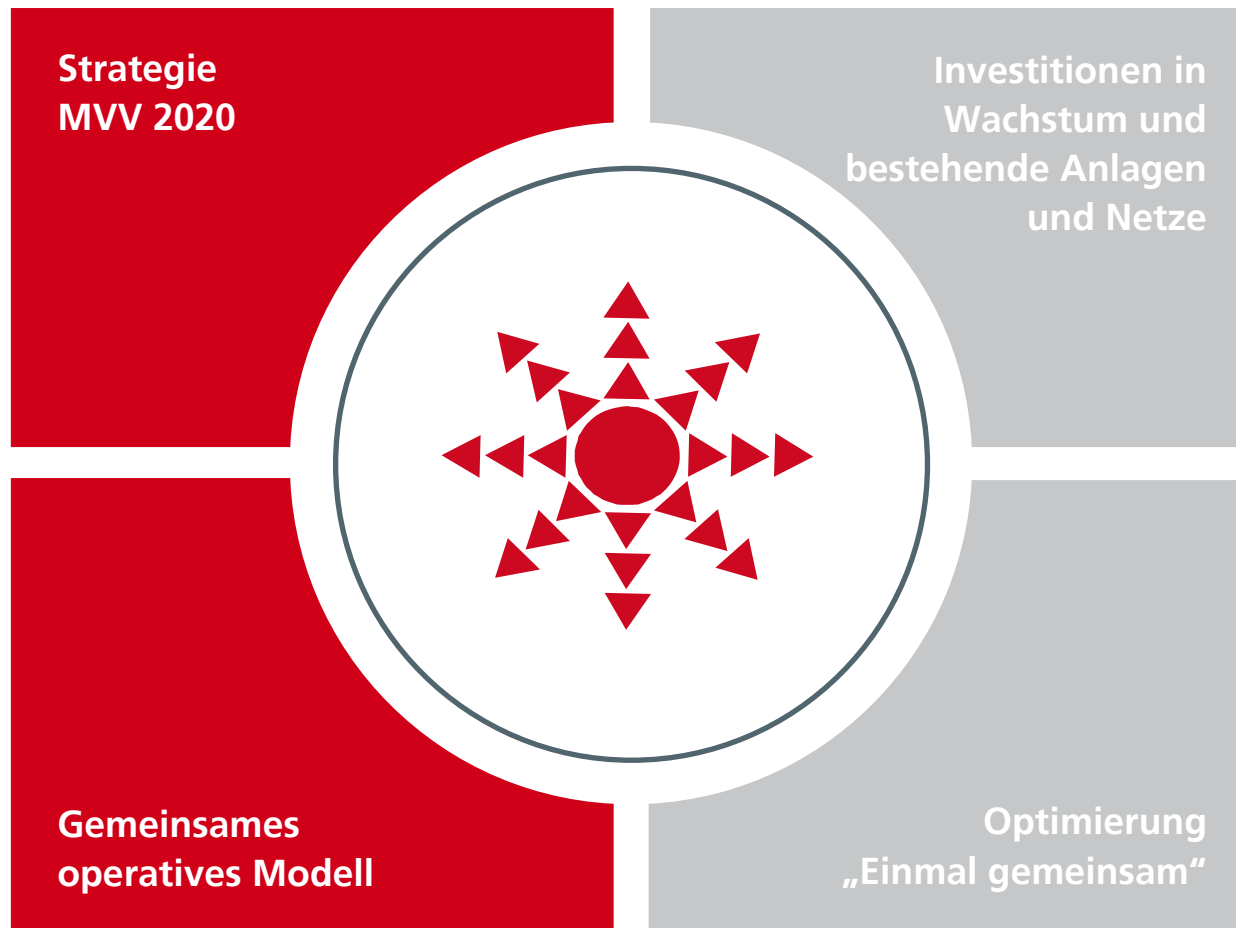 Strategie
MVV 2020
Investitionen in
Wachstum und
bestehende Anlagen
und Netze
Gemeinsames
operatives Modell
Optimierung
„Einmal gemeinsam“